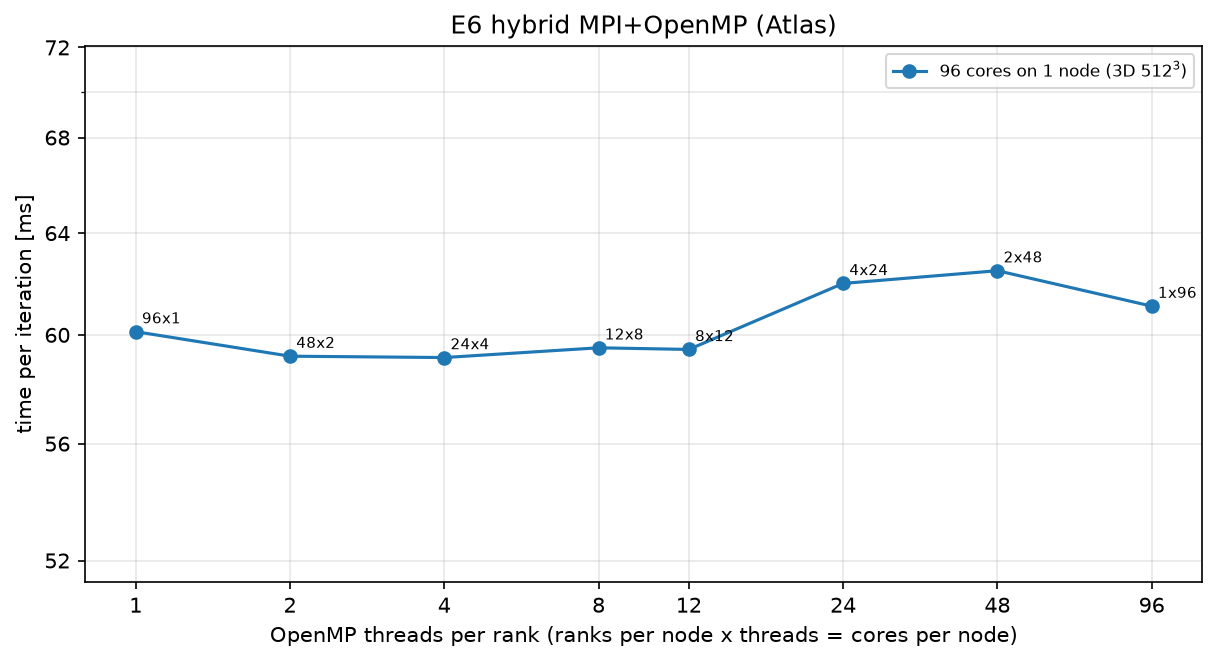 E6 hybrid MPI+OpenMP (Atlas)
96 cores on 1 node (3D 512³)
time per iteration [ms]
72
68
64
60
56
52
96x1
48x2
24x4
12x8
8x12
4x24
2x48
1x96
1 2 4 8 12 24 48 96
OpenMP threads per rank (ranks per node x threads = cores per node)